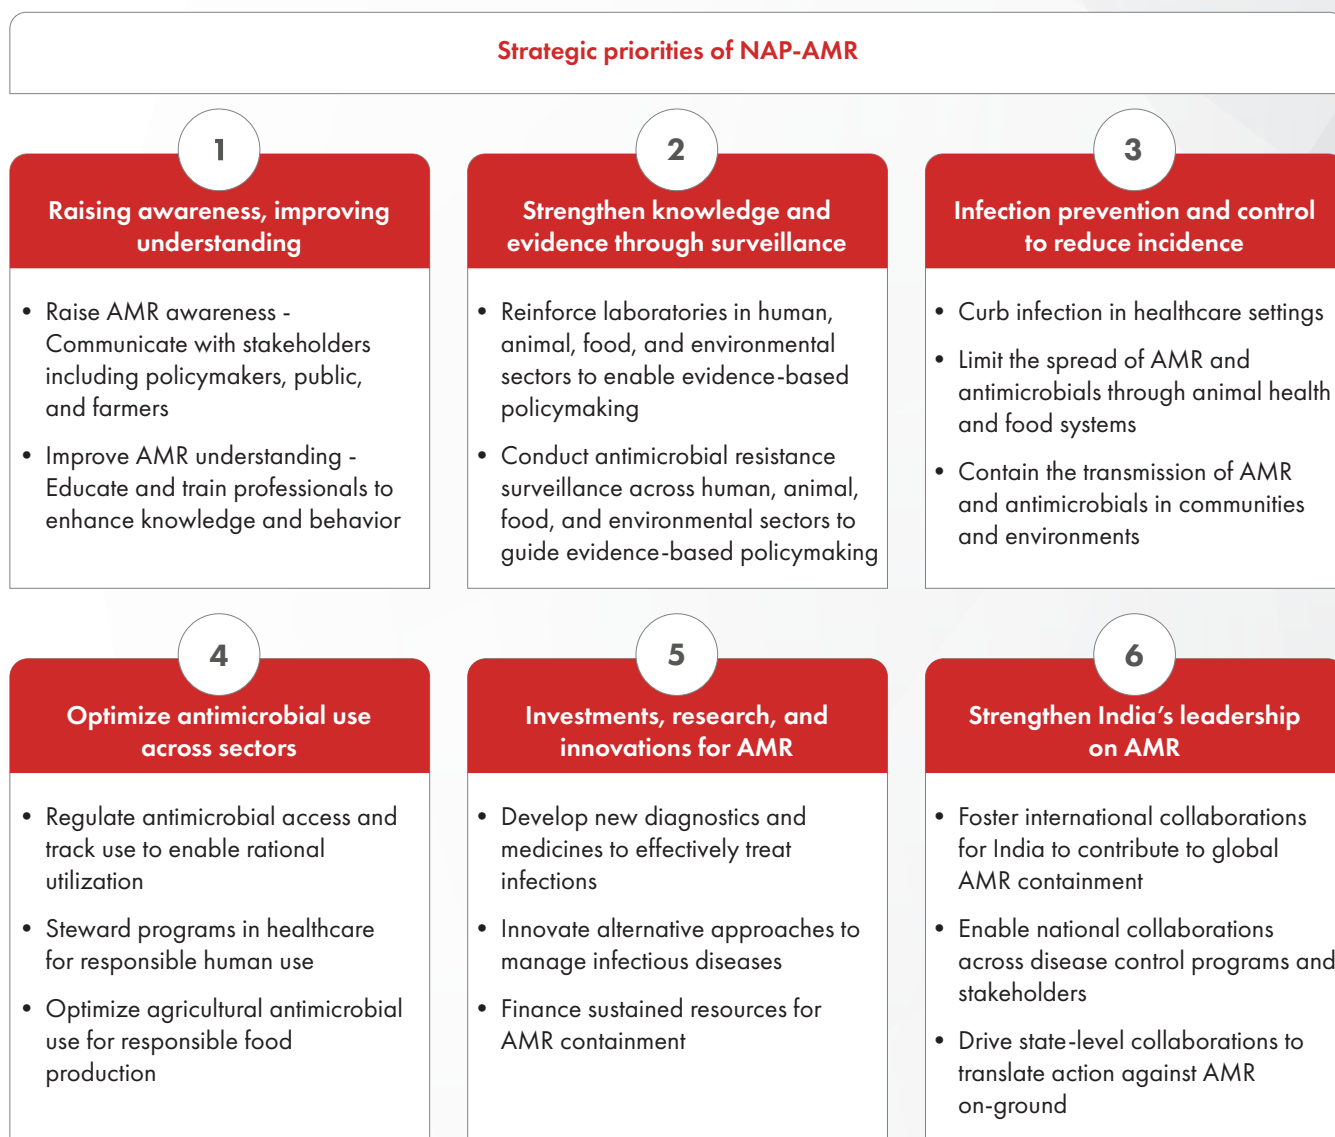 Strategic priorities of NAP-AMR
1
Raising awareness, improving
understanding
• Raise AMR awareness -
Communicate with stakeholders
including policymakers, public,
and farmers
• Improve AMR understanding -
Educate and train professionals to
enhance knowledge and behavior
2
Strengthen knowledge and
evidence through surveillance
• Reinforce laboratories in human,
animal, food, and environmental
sectors to enable evidence-based
policymaking
• Conduct antimicrobial resistance
surveillance across human, animal,
food, and environmental sectors to
guide evidence-based policymaking
3
Infection prevention and control
to reduce incidence
• Curb infection in healthcare settings
• Limit the spread of AMR and
antimicrobials through animal health
and food systems
• Contain the transmission of AMR
and antimicrobials in communities
and environments
4
Optimize antimicrobial use
across sectors
• Regulate antimicrobial access and
track use to enable rational
utilization
• Steward programs in healthcare
for responsible human use
• Optimize agricultural antimicrobial
use for responsible food
production
5
Investments, research, and
innovations for AMR
• Develop new diagnostics and
medicines to effectively treat
infections
• Innovate alternative approaches to
manage infectious diseases
• Finance sustained resources for
AMR containment
6
Strengthen India’s leadership
on AMR
• Foster international collaborations
for India to contribute to global
AMR containment
• Enable national collaborations
across disease control programs and
stakeholders
• Drive state-level collaborations to
translate action against AMR
on-ground